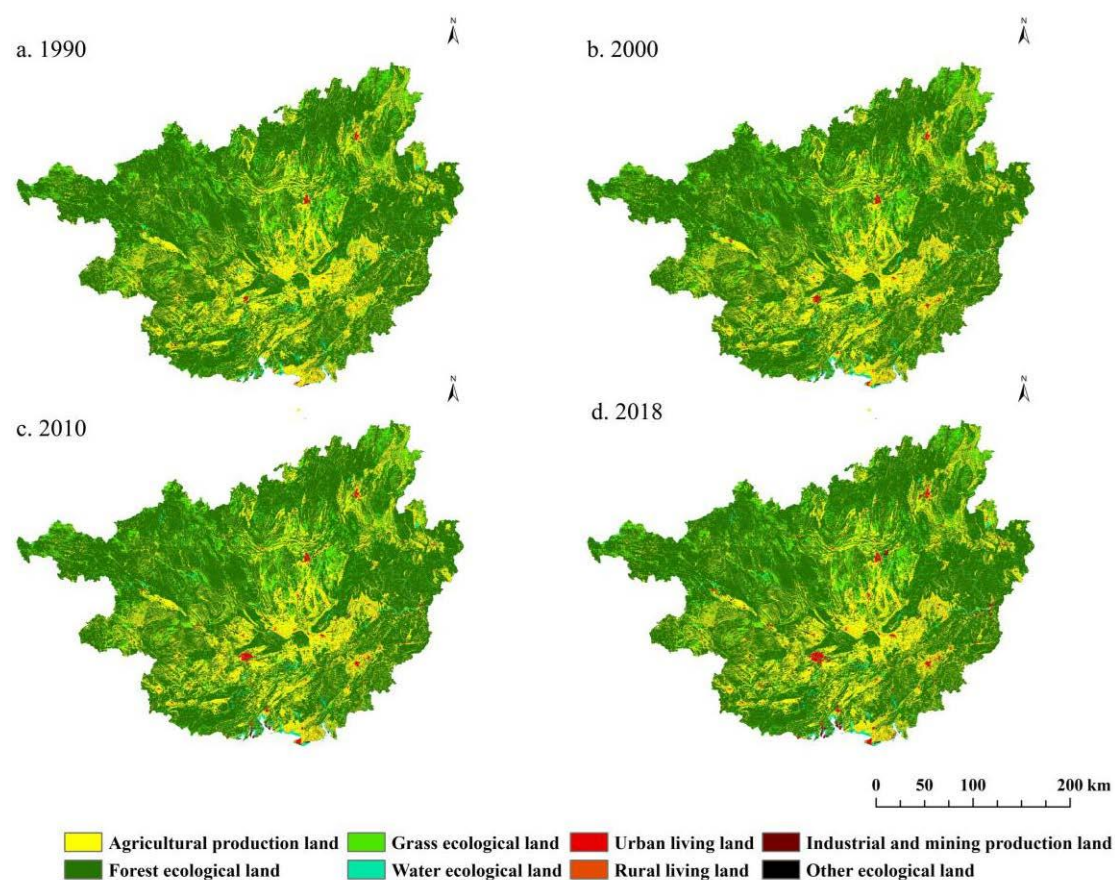 N
N
a. 1990
b. 2000
N
N
c. 2010
d. 2018
0 50 100 200 km
Agricultural production land Grass ecological land Urban living land Industrial and mining production land
Forest ecological land Water ecological land Rural living land Other ecological land